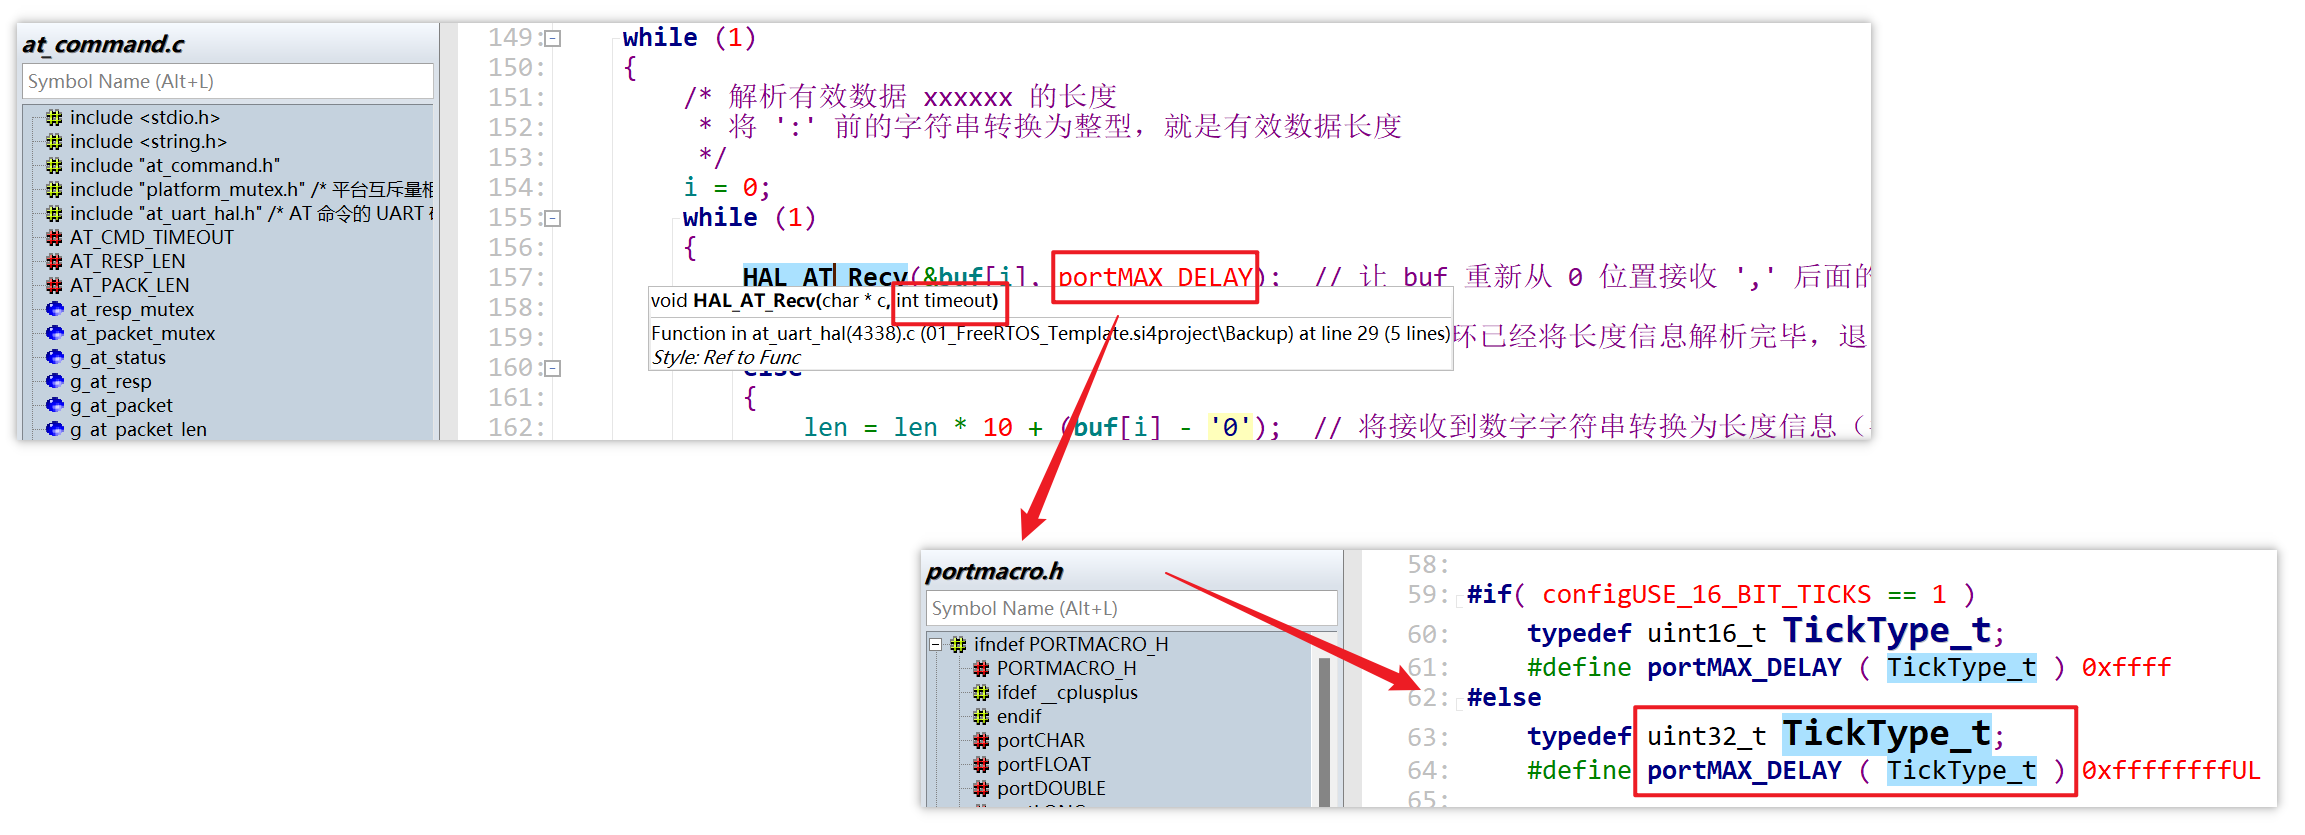 at_command.c
Symbol Name (Alt+L)
include <stdio.h>
include <string.h>
include "at_command.h"
include "platform_mutex.h" /* 平台互斥量相
include "at_uart_hal.h" /* AT 命令的 UART
AT_CMD_TIMEOUT
AT_RESP_LEN
AT_PACK_LEN
at_resp_mutex
at_packet_mutex
g_at_status
g_at_resp
g_at_packet
g_at_packet_len
149: while (1)
150: {
151: /* 解析有效数据 xxxxxx 的长度
152: * 将 ':' 前的字符串转换为整型，就是有效数据长度
153: */
154: i = 0;
155: while (1)
156: {
157: HAL_AT_Recv(&buf[i], portMAX_DELAY); // 让 buf 重新从 0 位置接收 ',' 后面的
158:
void HAL_AT_Recv(char * c, int timeout)
Function in at_uart_hal(4338).c (01_FreeRTOS_Template.si4project\Backup) at line 29 (5 lines)
Style: Ref to Func
159: 环已经将长度信息解析完毕，退
160: else
161: {
162: len = len * 10 + (buf[i] - '0'); // 将接收到数字字符串转换为长度信息（
portmacro.h
Symbol Name (Alt+L)
ifndef PORTMACRO_H
PORTMACRO_H
ifdef __cplusplus
endif
portCHAR
portFLOAT
portDOUBLE
portLONG
58:
59: #if( configUSE_16_BIT_TICKS == 1 )
60: typedef uint16_t TickType_t;
61: #define portMAX_DELAY ( TickType_t ) 0xffff
62: #else
63: typedef uint32_t TickType_t;
64: #define portMAX_DELAY ( TickType_t ) 0xffffffffUL
65: